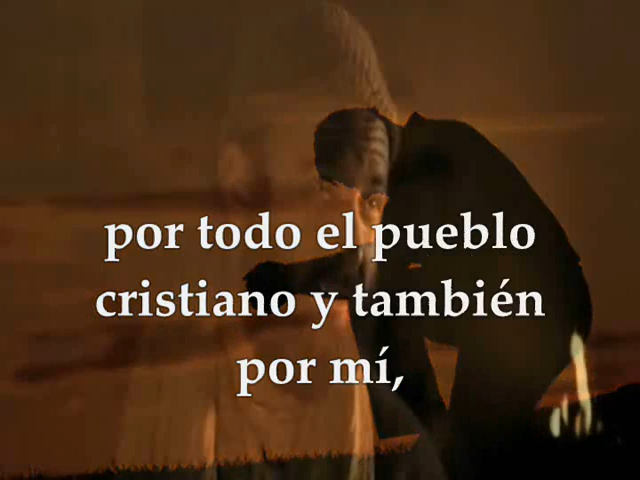 por todo el pueblo
cristiano y también
por mí,